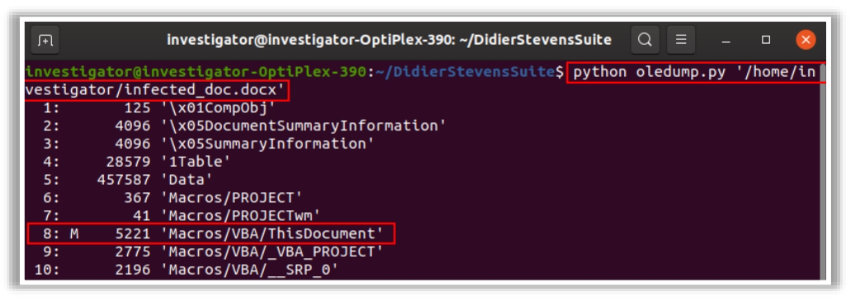 investigator@investigator-OptiPlex-390: ~/DidierStevensSuite
investigator@investigator-OptiPlex-390:~/DidierStevensSuite$ python oledump.py '/home/in
vestigator/infected_doc.docx'
1: 125 '\x01CompObj'
2: 4096 '\x05DocumentSummaryInformation'
3: 4096 '\x05SummaryInformation'
4: 28579 '1Table'
5: 457587 'Data'
6: 367 'Macros/PROJECT'
7: 41 'Macros/PROJECTwm'
8: M 5221 'Macros/VBA/ThisDocument'
9: 2775 'Macros/VBA/_VBA_PROJECT'
10: 2196 'Macros/VBA/__SRP_0'